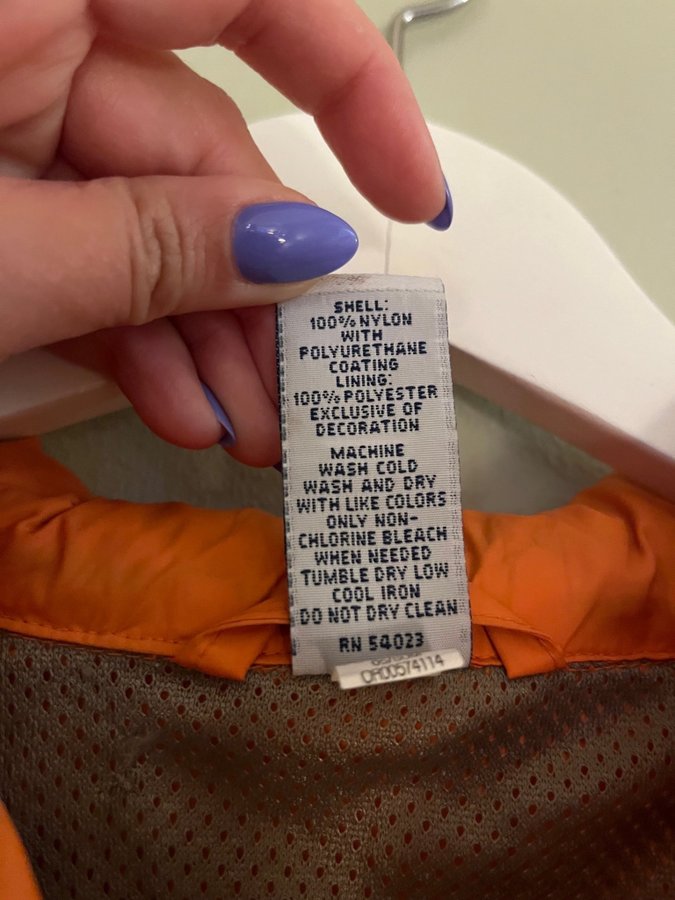 SHELL:
100% NYLON
WITH
POLYURETHANE
COATING
LINING:
100% POLYESTER
EXCLUSIVE OF
DECORATION
MACHINE
WASH COLD
WASH AND DRY
WITH LIKE COLORS
ONLY NON-
CHLORINE BLEACH
WHEN NEEDED
TUMBLE DRY LOW
COOL IRON
DO NOT DRY CLEAN
RN 54023